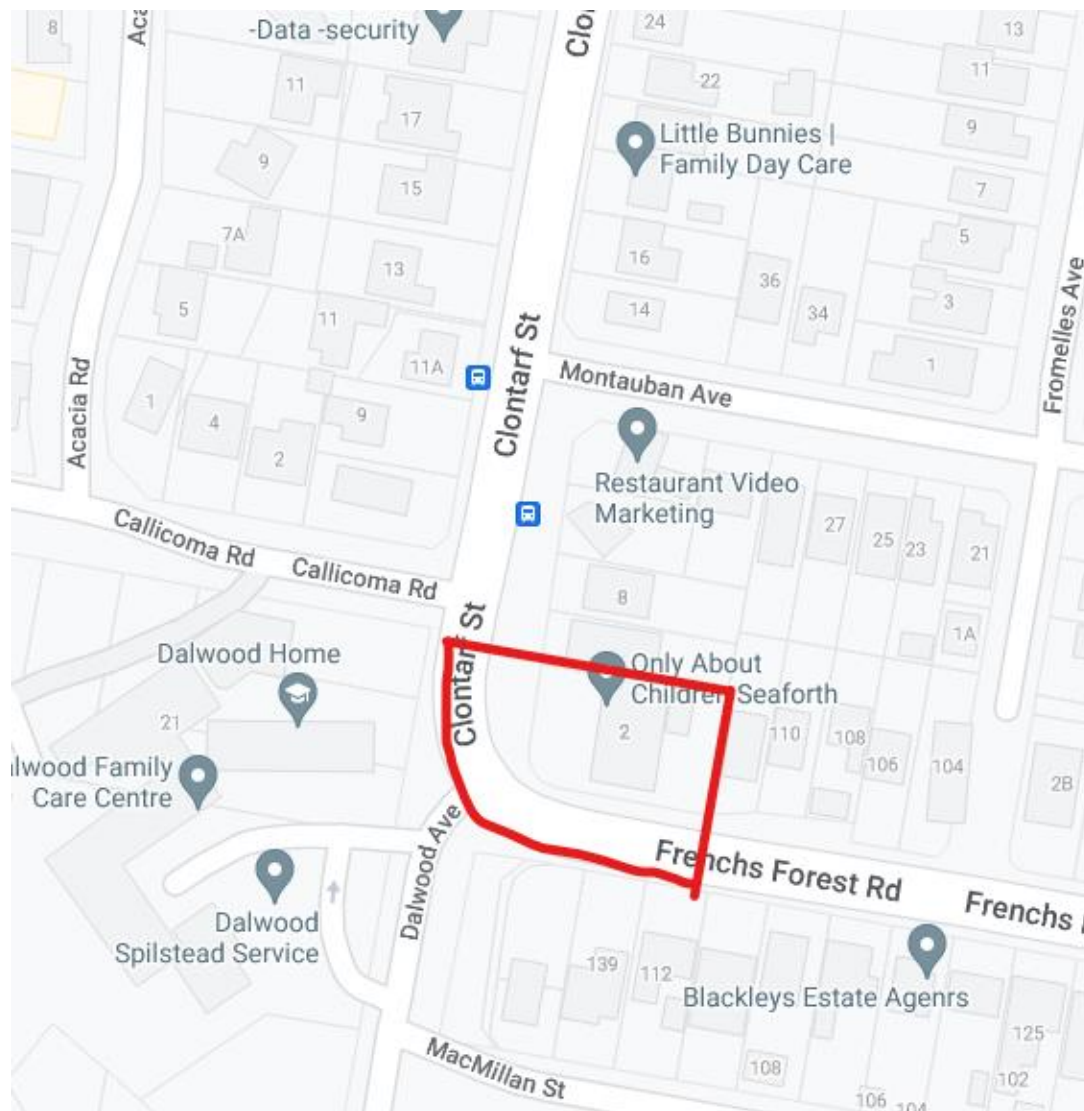 8
Aca
-Data -security
Clon
24
13
11
22
11
17
Little Bunnies |
Family Day Care
9
9
15
7
7A
5
16
13
36
5
14
34
3
11
Clontarf St
Fromelles Ave
11A
1
Montauban Ave
Acacia Rd
1
4
9
2
Restaurant Video
Marketing
27
25
23
21
Callicoma Rd
Callicoma Rd
8
1A
Clontarf St
Dalwood Home
Only About
Children Seaforth
21
2
110
108
106
104
2B
lwood Family
Care Centre
Dalwood Ave
Frenchs Forest Rd
Frenchs
Dalwood
Spilstead Service
139
112
Blackleys Estate Agenrs
125
MacMillan St
108
102
106
104